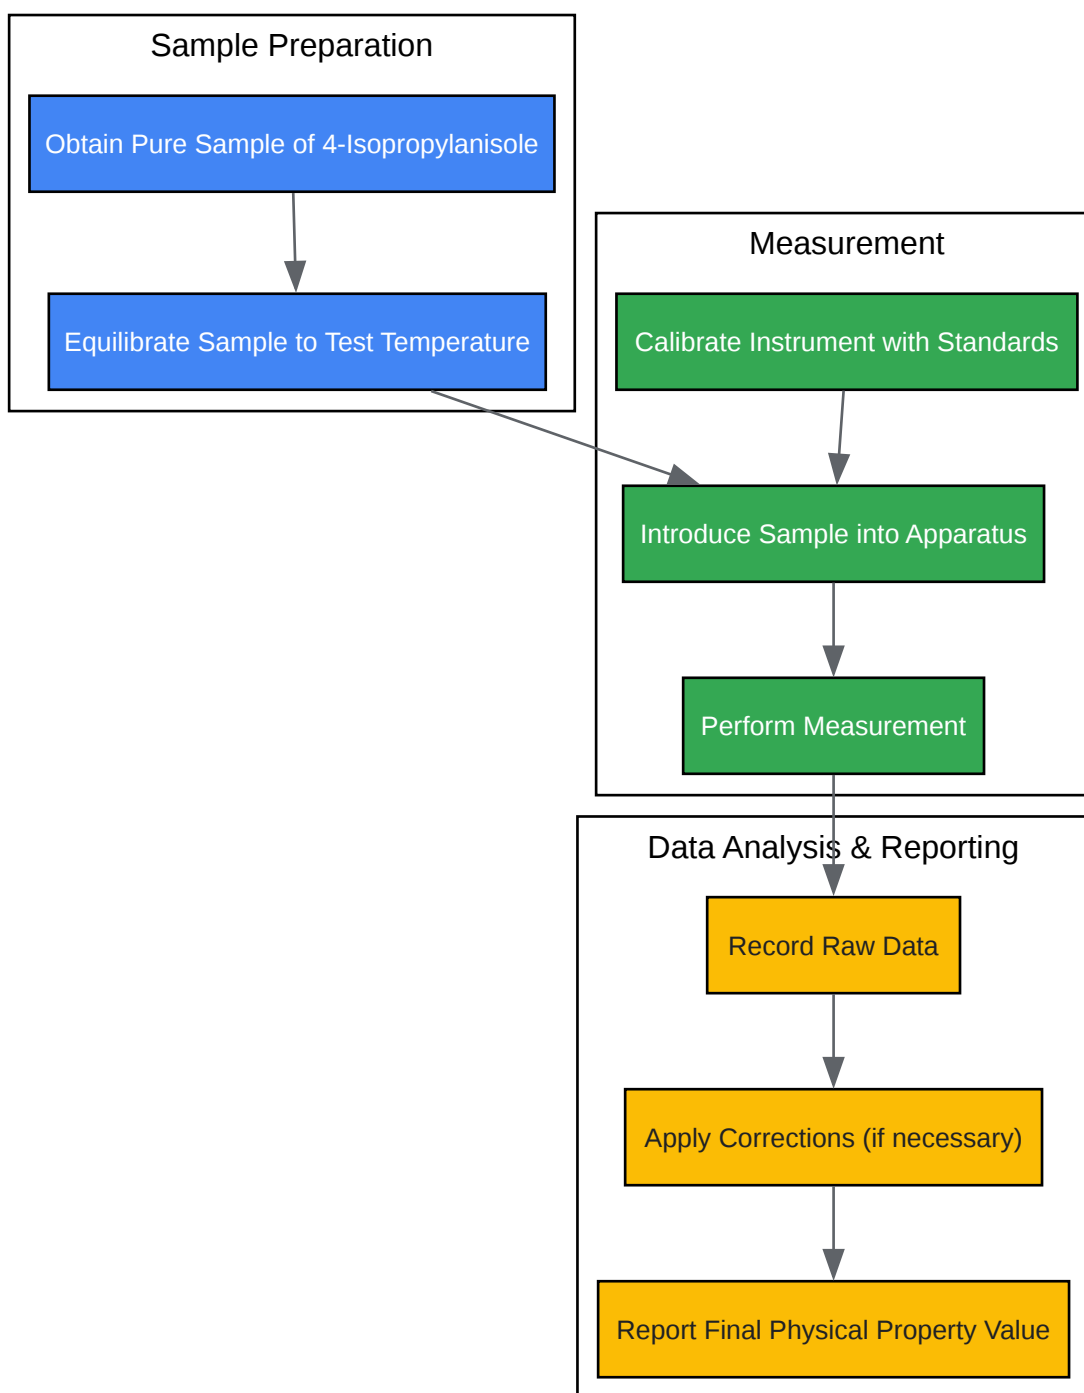 Sample Preparation
Obtain Pure Sample of 4-Isopropylanisole
Equilibrate Sample to Test Temperature
Measurement
Calibrate Instrument with Standards
Introduce Sample into Apparatus
Perform Measurement
Data Analysis & Reporting
Record Raw Data
Apply Corrections (if necessary)
Report Final Physical Property Value